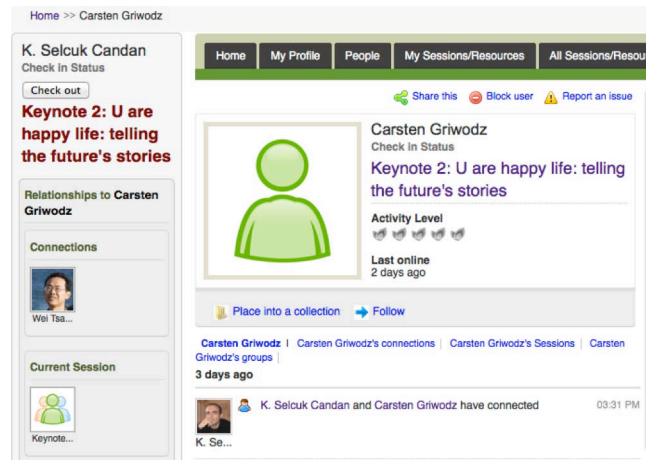 Home >> Carsten Griwodz
K. Selcuk Candan
Check in Status
Check out
Keynote 2: U are
happy life: telling
the future's stories
Relationships to Carsten
Griwodz
Connections
Wei Tsa...
Current Session
Keynote...
Home My Profile People My Sessions/Resources All Sessions/Resou
Share this Block user Report an issue
Carsten Griwodz
Check in Status
Keynote 2: U are happy life: telling
the future's stories
Activity Level
Last online
2 days ago
Place into a collection Follow
Carsten Griwodz | Carsten Griwodz's connections | Carsten Griwodz's Sessions | Carsten
Griwodz's groups |
3 days ago
K. Selcuk Candan and Carsten Griwodz have connected 03:31 PM
K. Se...